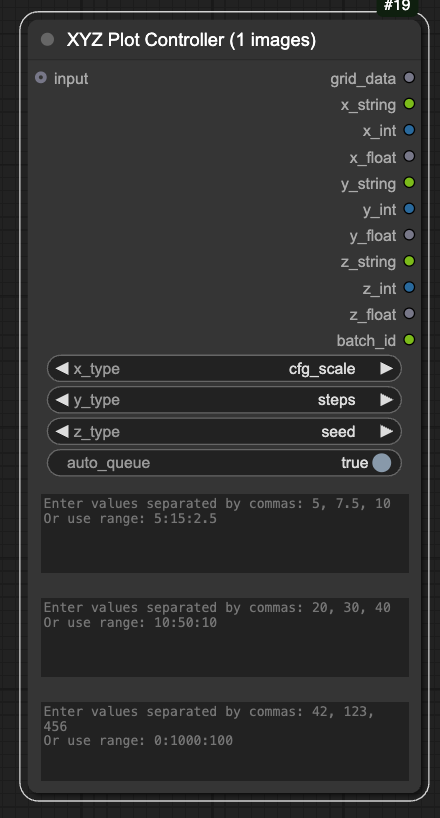 #19
XYZ Plot Controller (1 images)
input
grid_data
x_string
x_int
x_float
y_string
y_int
y_float
z_string
z_int
z_float
batch_id
x_type cfg_scale
y_type steps
z_type seed
auto_queue true
Enter values separated by commas: 5, 7.5, 10
Or use range: 5:15:2.5
Enter values separated by commas: 20, 30, 40
Or use range: 10:50:10
Enter values separated by commas: 42, 123,
456
Or use range: 0:1000:100